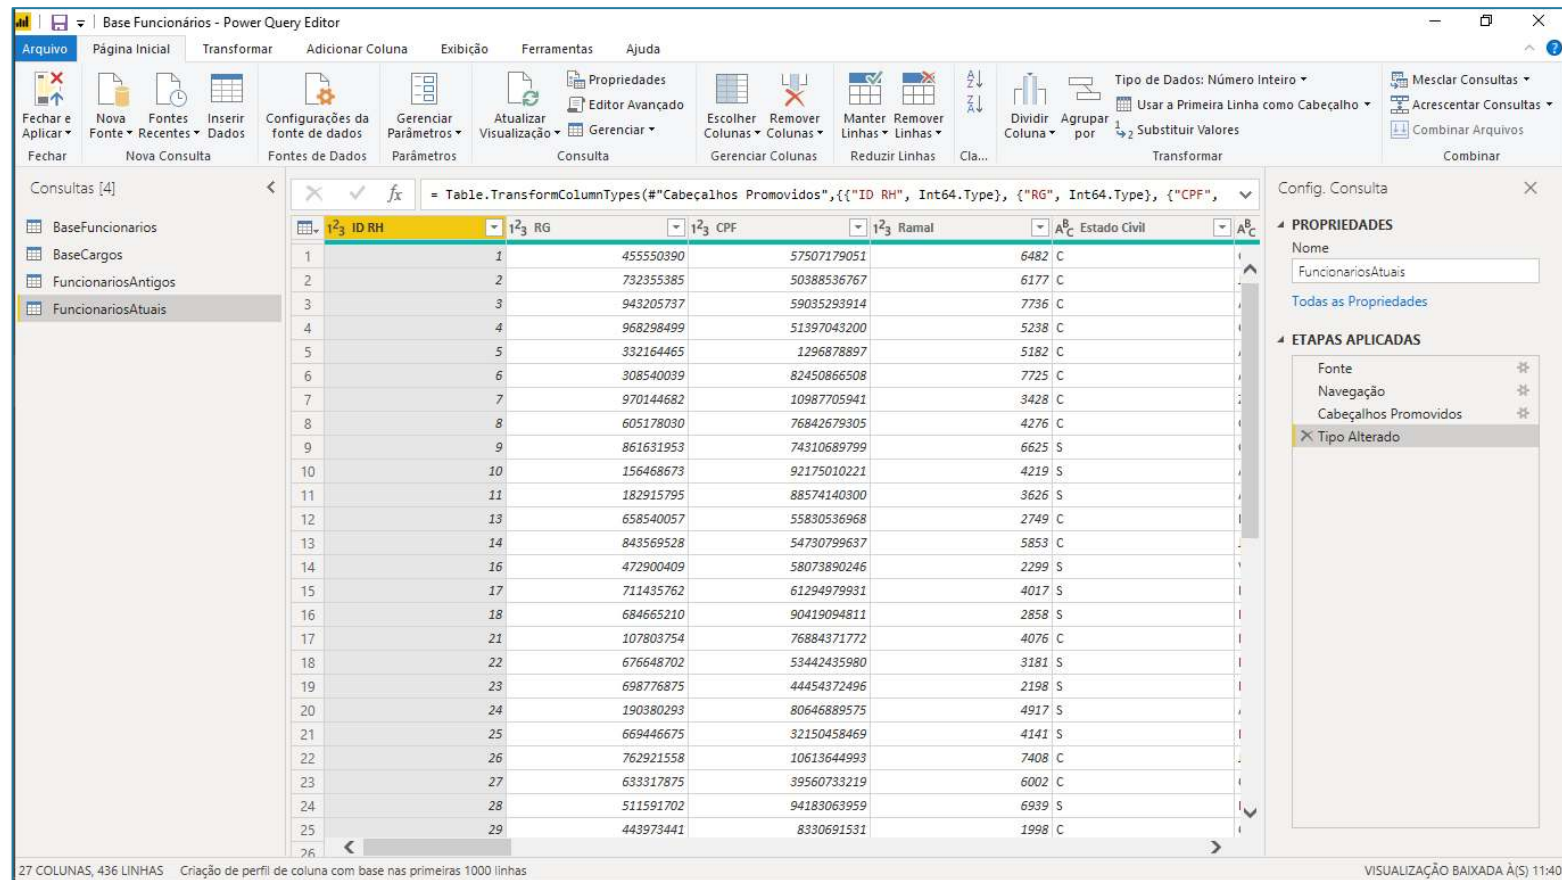 Base Funcionários - Power Query Editor
Arquivo Página Inicial Transformar Adicionar Coluna Exibição Ferramentas Ajuda
Fechar e Aplicar
Fechar
Nova Fonte Fontes Recentes Inserir Dados
Nova Consulta
Configurações da fonte de dados
Fontes de Dados
Gerenciar Parâmetros
Parâmetros
Atualizar Visualização
Propriedades
Editor Avançado
Gerenciar
Consulta
Escolher Colunas Remover Colunas
Gerenciar Colunas
Manter Linhas Remover Linhas
Reduzir Linhas
Cla...
Dividir Coluna Agrupar por
Tipo de Dados: Número Inteiro
Usar a Primeira Linha como Cabeçalho
Substituir Valores
Transformar
Mesclar Consultas
Acrescentar Consultas
Combinar Arquivos
Combinar
Consultas [4]
BaseFuncionarios
BaseCargos
FuncionariosAntigos
FuncionariosAtuais
fx = Table.TransformColumnTypes(#"Cabeçalhos Promovidos",{{"ID RH", Int64.Type}, {"RG", Int64.Type}, {"CPF",
ID RH RG CPF Ramal Estado Civil
1 1 455550390 57507179051 6482 C
2 2 732355385 50388536767 6177 C
3 3 943205737 59035293914 7736 C
4 4 968298499 51397043200 5238 C
5 5 332164465 1296878897 5182 C
6 6 308540039 82450866508 7725 C
7 7 970144682 10987705941 3428 C
8 8 605178030 76842679305 4276 C
9 9 861631953 74310689799 6625 S
10 10 156468673 92175010221 4219 S
11 11 182915795 88574140300 3626 S
12 13 658540057 55830536968 2749 C
13 14 843569528 54730799637 5853 C
14 16 472900409 58073890246 2299 S
15 17 711435762 61294979931 4017 S
16 18 684665210 90419094811 2858 S
17 21 107803754 76884371772 4076 C
18 22 676648702 53442435980 3181 S
19 23 698776875 44454372496 2198 S
20 24 190380293 80646889575 4917 S
21 25 669446675 32150458469 4141 S
22 26 762921558 10613644993 7408 C
23 27 633317875 39560733219 6002 C
24 28 511591702 94183063959 6939 S
25 29 443973441 8330691531 1998 C
26
Config. Consulta
PROPRIEDADES
Nome
FuncionariosAtuais
Todas as Propriedades
ETAPAS APLICADAS
Fonte
Navegação
Cabeçalhos Promovidos
Tipo Alterado
27 COLUNAS, 436 LINHAS Criação de perfil de coluna com base nas primeiras 1000 linhas
VISUALIZAÇÃO BAIXADA À(S) 11:40